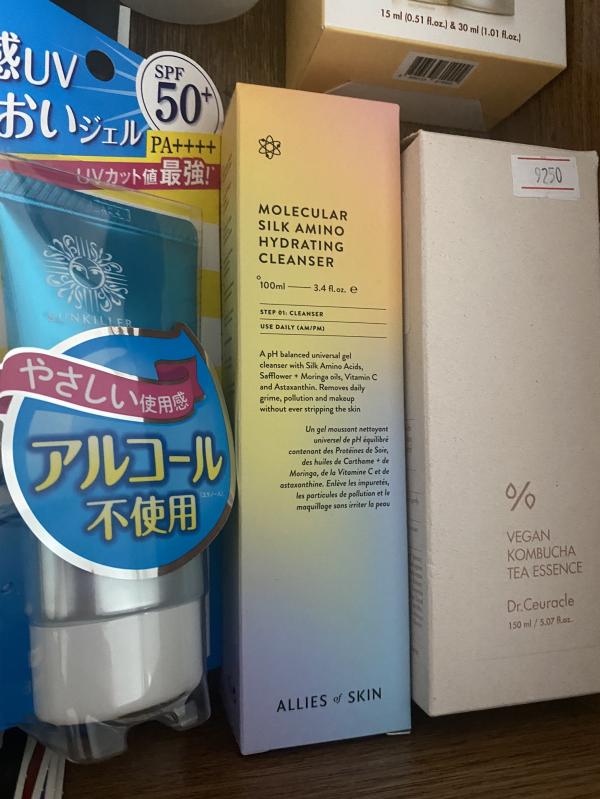 15 ml (0.51 fl.oz.) & 30 ml (1.01 fl.oz.)
感UV
おいジェル
SPF
50+
PA++++
UVカット値最強!
SUNKILLER
やさしい使用感
アルコール
(エタノール)
不使用
MOLECULAR
SILK AMINO
HYDRATING
CLEANSER
100ml — 3.4 fl.oz. e
STEP 01: CLEANSER
USE DAILY (AM/PM)
A pH balanced universal gel
cleanser with Silk Amino Acids,
Safflower + Moringa oils, Vitamin C
and Astaxanthin. Removes daily
grime, pollution and makeup
without ever stripping the skin
Un gel moussant nettoyant
universel de pH équilibré
contenant des Protéines de Soie,
des huiles de Carthame + de
Moringa, de la Vitamine C et de
astaxanthine. Enlève les impuretés,
les particules de pollution et le
maquillage sans irriter la peau
ALLIES of SKIN
9250
%
VEGAN
KOMBUCHA
TEA ESSENCE
Dr.Ceuracle
150 ml / 5.07 fl.oz.